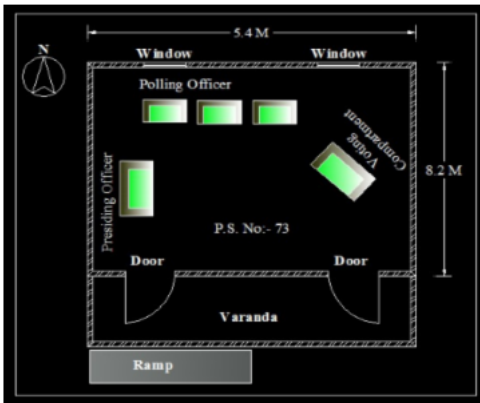 5.4 M
N
Window
Window
Polling Officer
Voting
Compartment
8.2 M
Presiding Officer
P.S. No:- 73
Door
Door
Varanda
Ramp